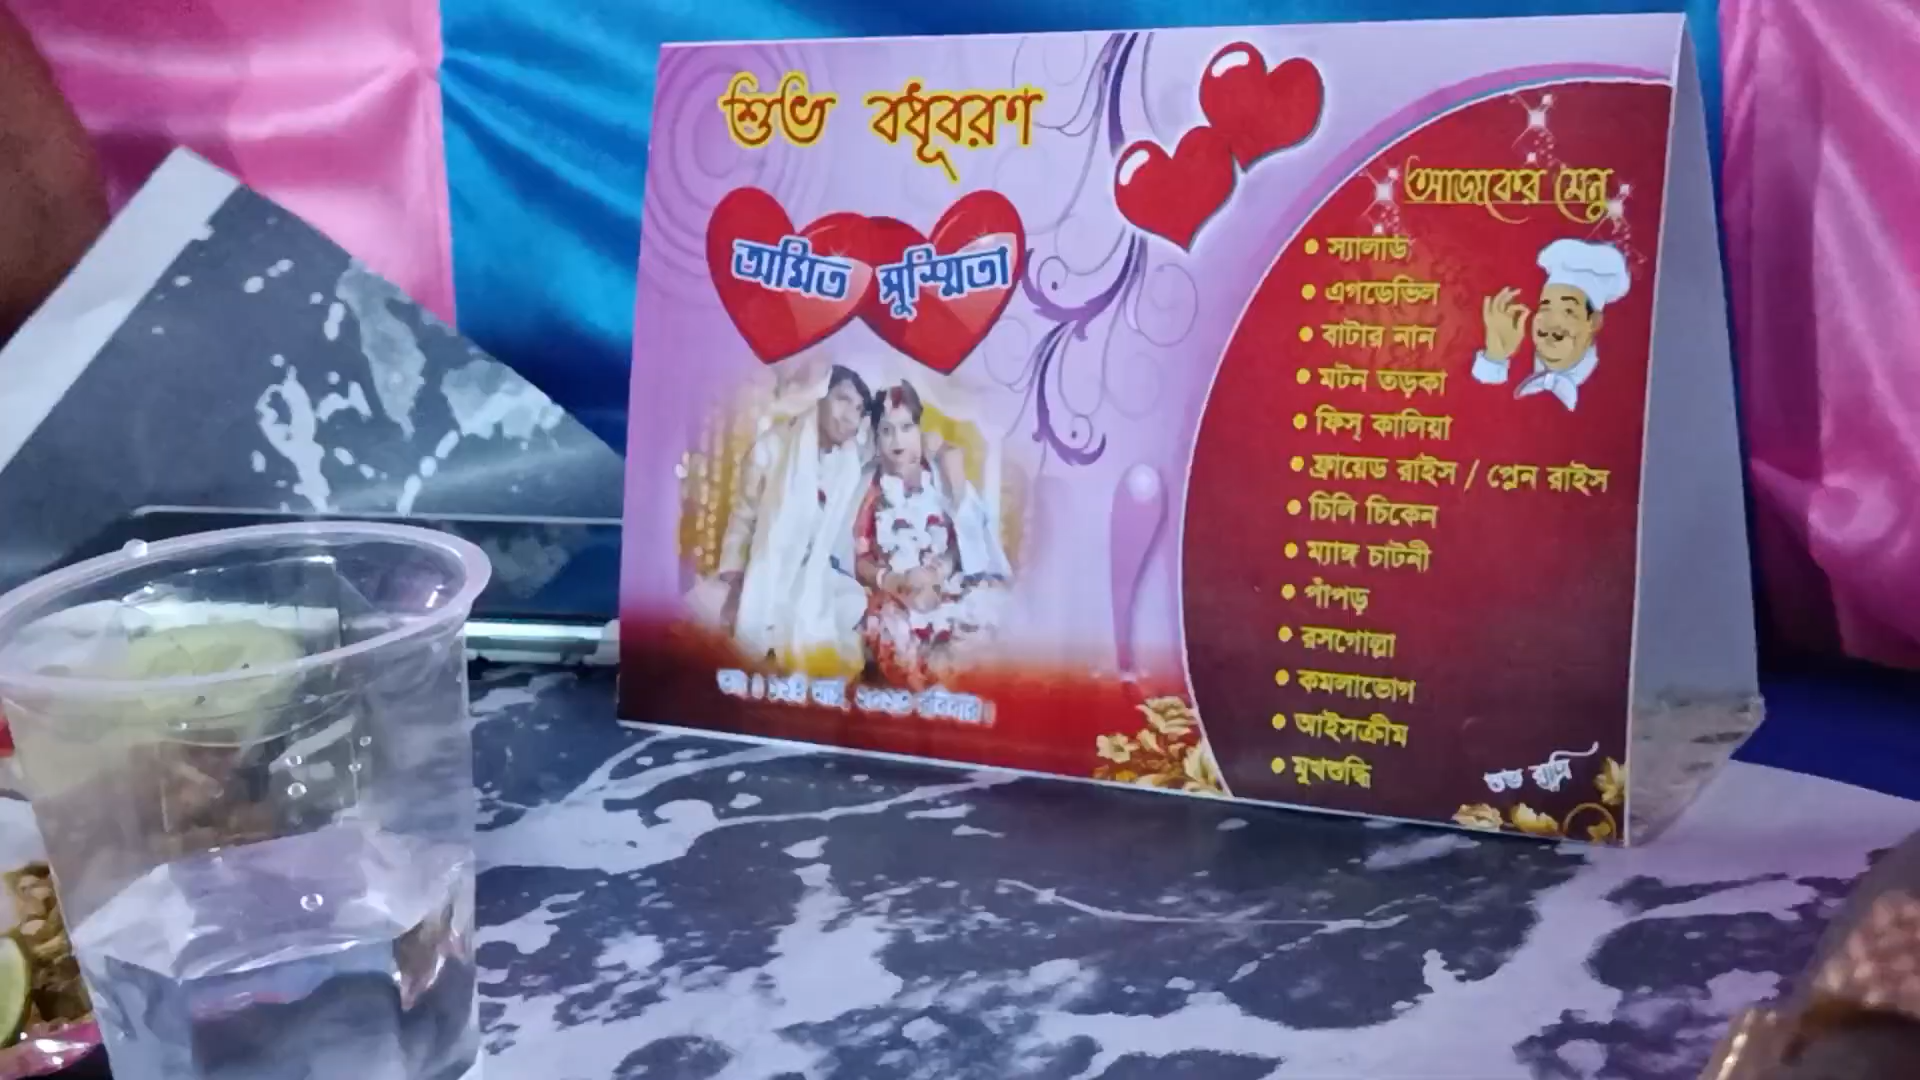 শুভ বধূবরণ
অমিত সুস্মিতা
আজকের মেনু
• স্যালাড
• এগডেভিল
• বাটার নান
• মটন তড়কা
• ফিস্ কালিয়া
• ফ্রায়েড রাইস / প্লেন রাইস
• চিলি চিকেন
• ম্যাঙ্গ চাটনী
• পাঁপড়
• রসগোল্লা
• কমলাভোগ
• আইসক্রীম
• মুখশুদ্ধি
শুভ রাত্রি